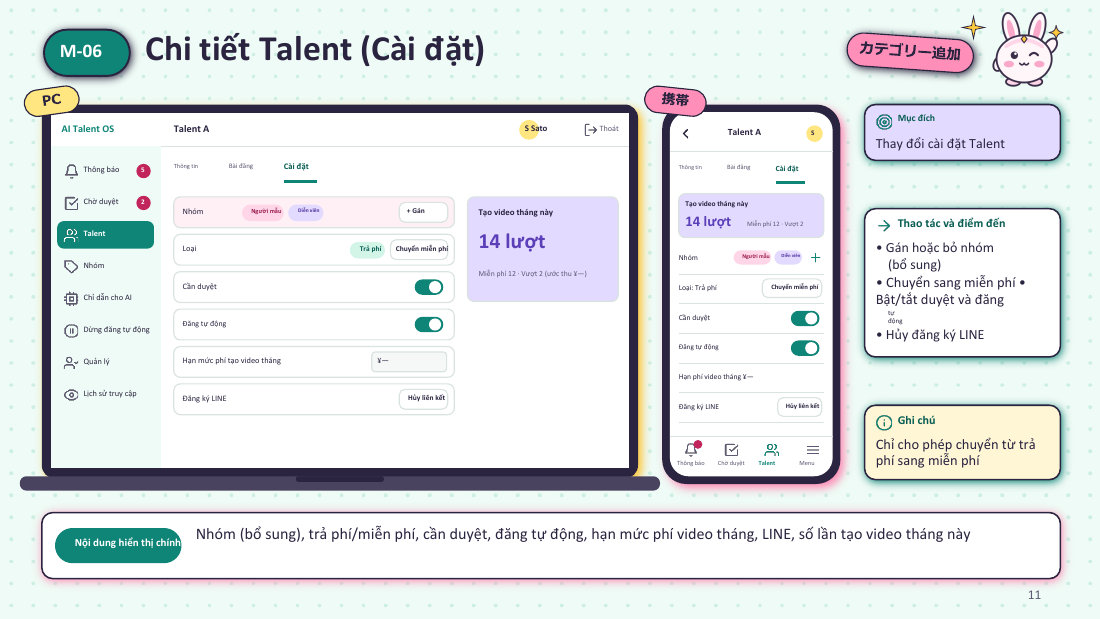 M-06
Chi tiết Talent (Cài đặt)
カテゴリー追加
PC
AI Talent OS
Talent A
S Sato
Thoát
Thông báo
5
Chờ duyệt
2
Talent
Nhóm
Chỉ dẫn cho AI
Dừng đăng tự động
Quản lý
Lịch sử truy cập
Thông tin
Bài đăng
Cài đặt
Nhóm
Người mẫu
Diễn viên
+ Gán
Loại
Trả phí
Chuyển miễn phí
Cần duyệt
Đăng tự động
Hạn mức phí tạo video tháng
¥—
Đăng ký LINE
Hủy liên kết
Tạo video tháng này
14 lượt
Miễn phí 12 · Vượt 2 (ước thu ¥—)
携帯
Talent A
S
Thông tin
Bài đăng
Cài đặt
Tạo video tháng này
14 lượt
Miễn phí 12 · Vượt 2
Nhóm
Người mẫu
Diễn viên
Loại: Trả phí
Chuyển miễn phí
Cần duyệt
Đăng tự động
Hạn phí video tháng ¥—
Đăng ký LINE
Hủy liên kết
Thông báo
Chờ duyệt
Talent
Menu
Mục đích
Thay đổi cài đặt Talent
Thao tác và điểm đến
• Gán hoặc bỏ nhóm
(bổ sung)
• Chuyển sang miễn phí •
Bật/tắt duyệt và đăng
tự
động
• Hủy đăng ký LINE
Ghi chú
Chỉ cho phép chuyển từ trả
phí sang miễn phí
Nội dung hiển thị chính
Nhóm (bổ sung), trả phí/miễn phí, cần duyệt, đăng tự động, hạn mức phí video tháng, LINE, số lần tạo video tháng này
11